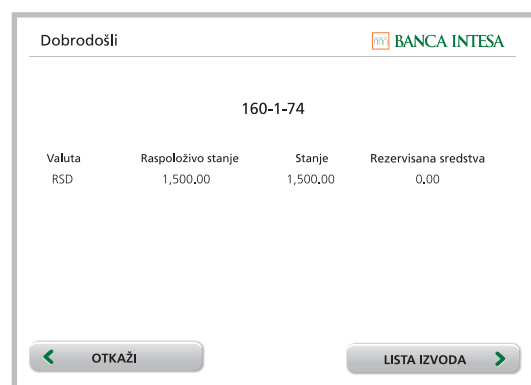 Dobrodošli BANCA INTESA
160-1-74
Valuta Raspoloživo stanje Stanje Rezervisana sredstva
RSD 1,500.00 1,500.00 0.00
OTKAŽI LISTA IZVODA